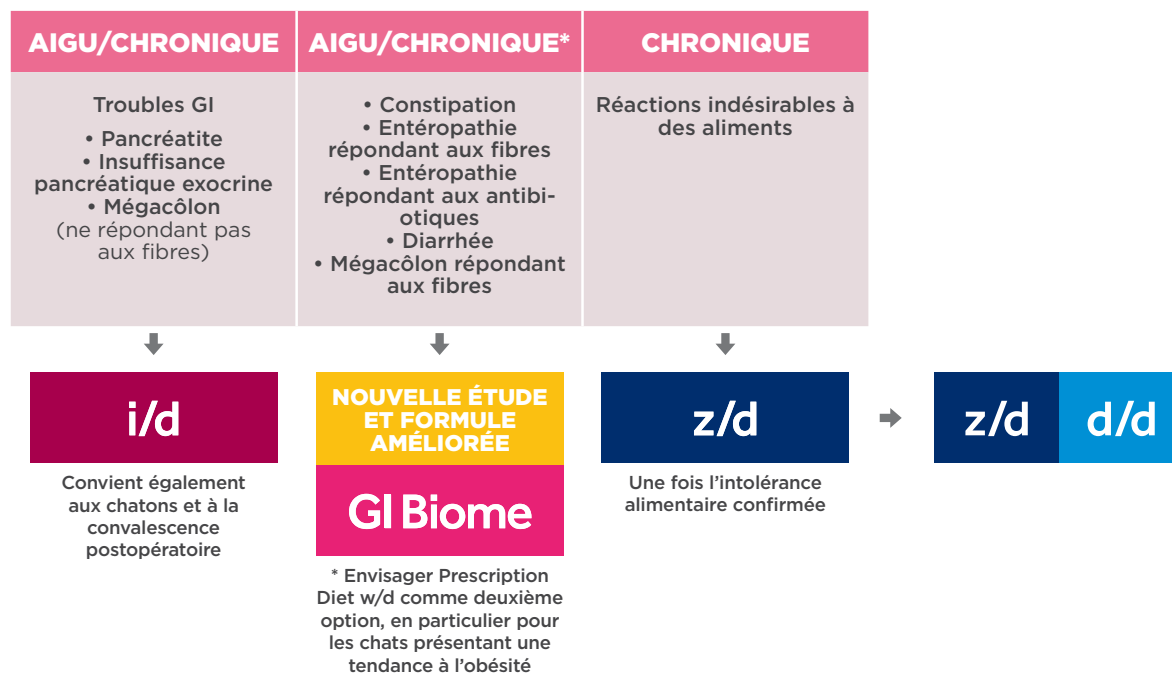 AIGU/CHRONIQUE
Troubles GI
• Pancréatite
• Insuffisance
pancréatique exocrine
• Mégacôlon
(ne répondant pas
aux fibres)
i/d
Convient également
aux chatons et à la
convalescence
postopératoire
AIGU/CHRONIQUE*
• Constipation
• Entéropathie
répondant aux fibres
• Entéropathie
répondant aux antibi-
otiques
• Diarrhée
• Mégacôlon répondant
aux fibres
NOUVELLE ÉTUDE
ET FORMULE
AMÉLIORÉE
GI Biome
* Envisager Prescription
Diet w/d comme deuxième
option, en particulier pour
les chats présentant une
tendance à l’obésité
CHRONIQUE
Réactions indésirables à
des aliments
z/d
Une fois l’intolérance
alimentaire confirmée
z/d
d/d